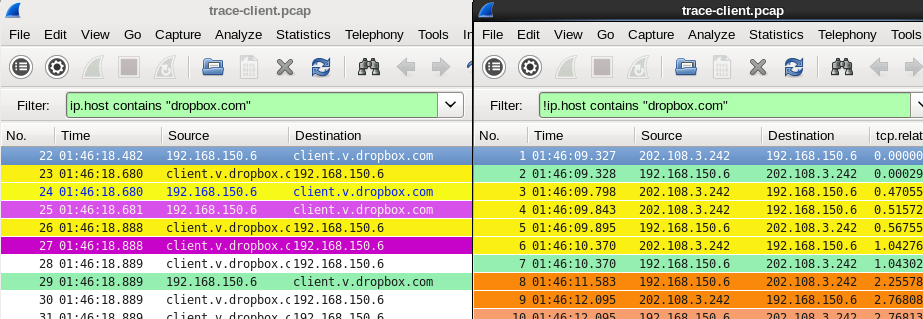 trace-client.pcap
File Edit View Go Capture Analyze Statistics Telephony Tools
Filter: ip.host contains "dropbox.com"
No. Time Source Destination
22 01:46:18.482 192.168.150.6 client.v.dropbox.com
23 01:46:18.680 client.v.dropbox.c 192.168.150.6
24 01:46:18.680 192.168.150.6 client.v.dropbox.com
25 01:46:18.681 192.168.150.6 client.v.dropbox.com
26 01:46:18.888 client.v.dropbox.c 192.168.150.6
27 01:46:18.888 client.v.dropbox.c 192.168.150.6
28 01:46:18.889 client.v.dropbox.c 192.168.150.6
29 01:46:18.889 192.168.150.6 client.v.dropbox.com
30 01:46:18.889 client.v.dropbox.c 192.168.150.6
31 01:46:18.889 client.v.dropbox.c 192.168.150.6
trace-client.pcap
File Edit View Go Capture Analyze Statistics Telephony Tools
Filter: !ip.host contains "dropbox.com"
No. Time Source Destination tcp.relat
1 01:46:09.327 202.108.3.242 192.168.150.6 0.00000
2 01:46:09.328 192.168.150.6 202.108.3.242 0.00029
3 01:46:09.798 202.108.3.242 192.168.150.6 0.47055
4 01:46:09.843 202.108.3.242 192.168.150.6 0.51572
5 01:46:09.895 202.108.3.242 192.168.150.6 0.56755
6 01:46:10.370 202.108.3.242 192.168.150.6 1.04276
7 01:46:10.370 192.168.150.6 202.108.3.242 1.04302
8 01:46:11.583 192.168.150.6 202.108.3.242 2.25578
9 01:46:12.095 202.108.3.242 192.168.150.6 2.76808
10 01:46:12.095 192.168.150.6 202.108.3.242 2.76813